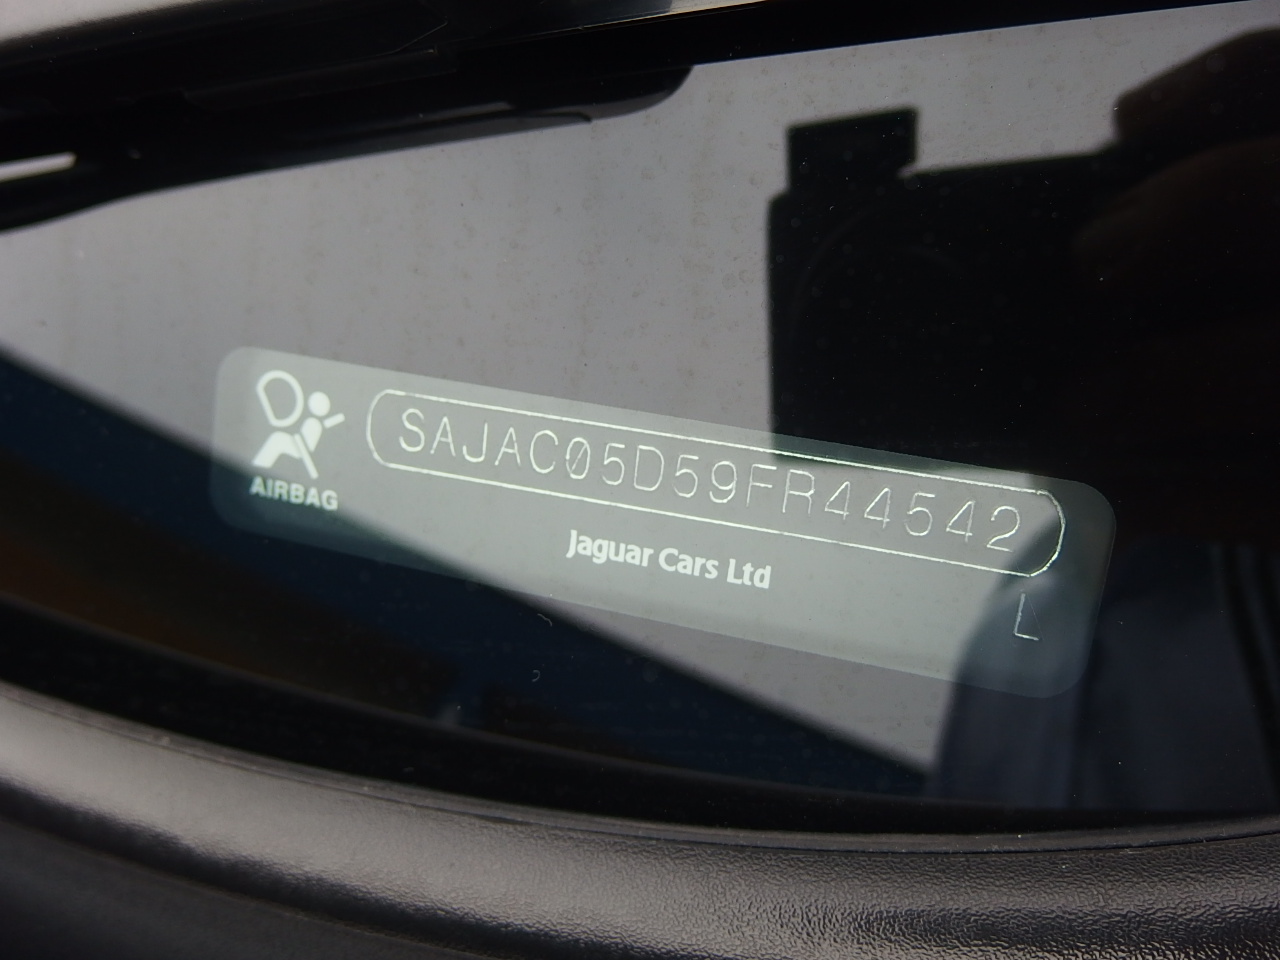 SAJAC05D59FR44542
AIRBAG
Jaguar Cars Ltd
L